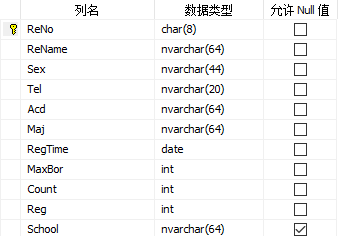 列名 数据类型 允许 Null 值
ReNo char(8)
ReName nvarchar(64)
Sex nvarchar(44)
Tel nvarchar(20)
Acd nvarchar(64)
Maj nvarchar(64)
RegTime date
MaxBor int
Count int
Reg int
School nvarchar(64)